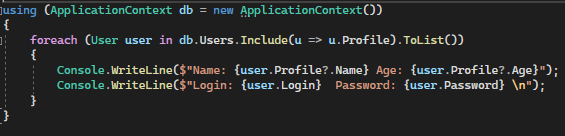 using (ApplicationContext db = new ApplicationContext())
{
foreach (User user in db.Users.Include(u => u.Profile).ToList())
{
Console.WriteLine($"Name: {user.Profile?.Name} Age: {user.Profile?.Age}");
Console.WriteLine($"Login: {user.Login}  Password: {user.Password} \n");
}
}